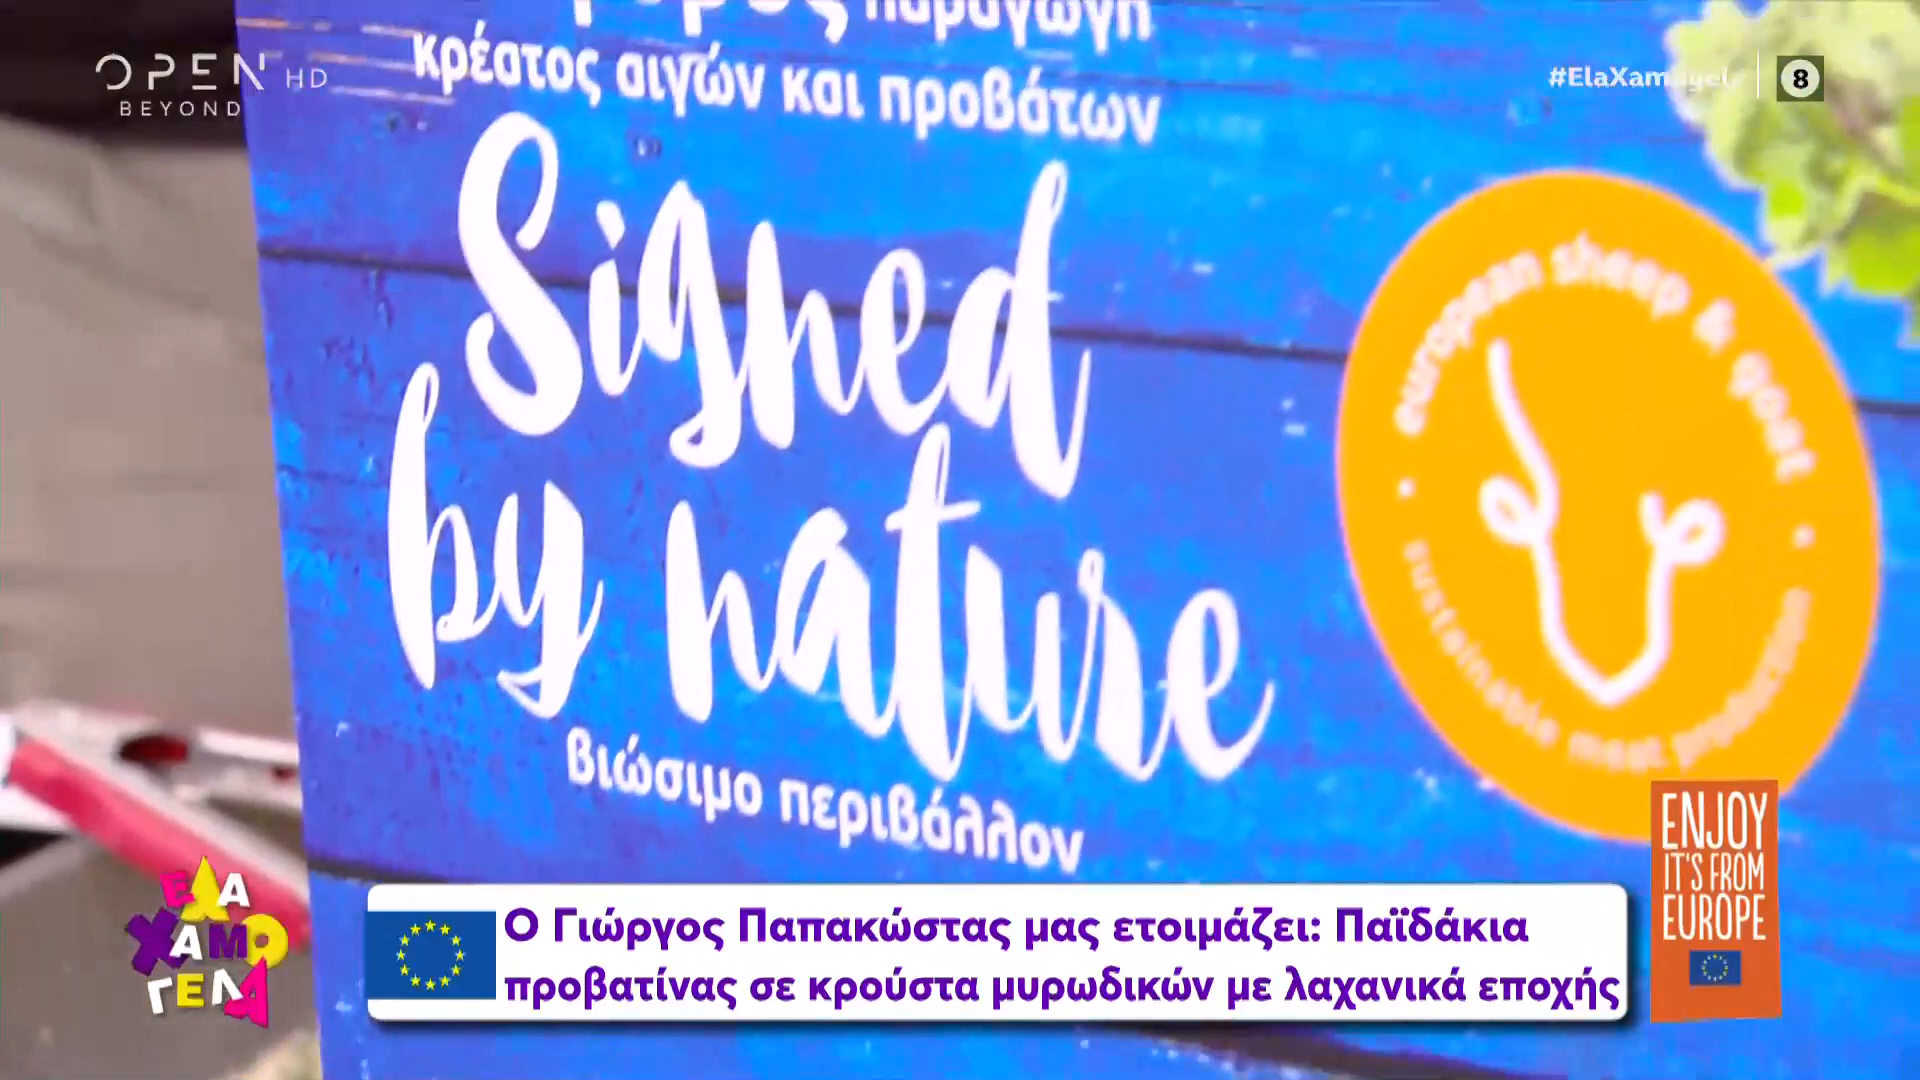 παραγωγή
κρέατος αιγών και προβάτων
OPEN HD
BEYOND
8
Signed
by nature
european sheep & goat
sustainable meat production
βιώσιμο περιβάλλον
ENJOY
IT'S FROM
EUROPE
ΕΛΑ
ΧΑΜΟ
ΓΕΛΑ
Ο Γιώργος Παπακώστας μας ετοιμάζει: Παϊδάκια
προβατίνας σε κρούστα μυρωδικών με λαχανικά εποχής